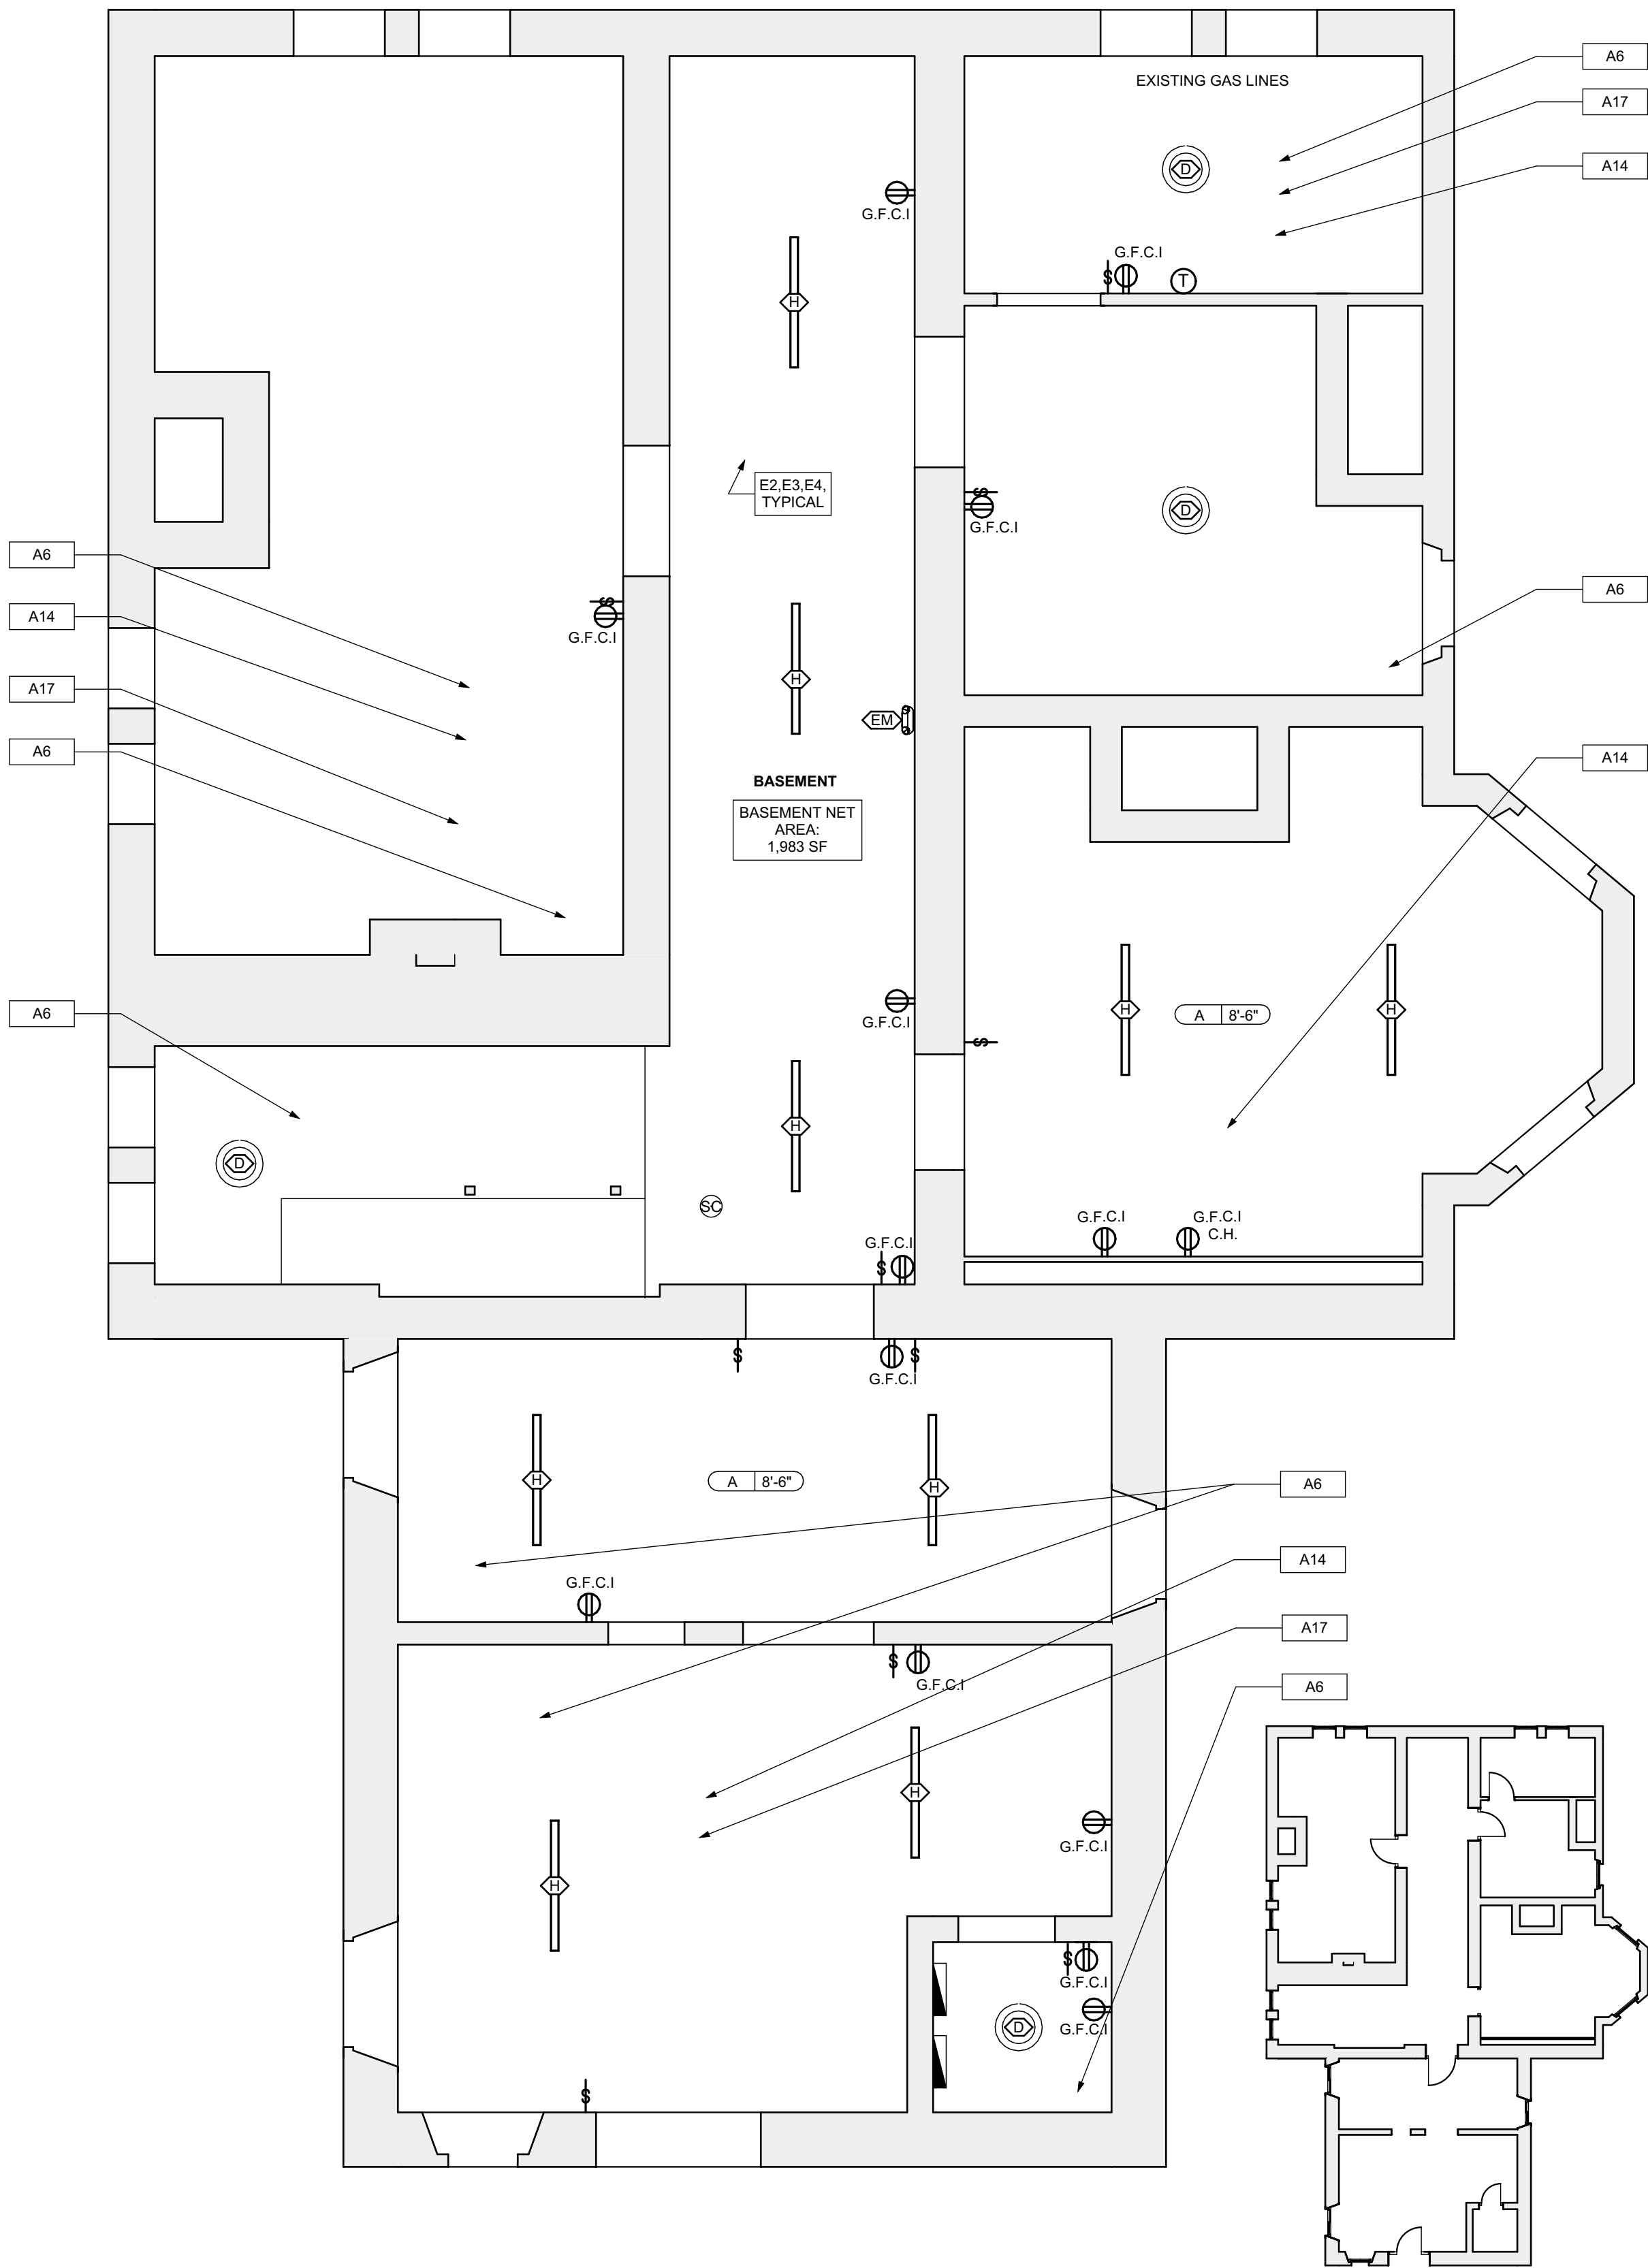 A6
EXISTING GAS LINES
A17
A14
D
G.F.C.I
G.F.C.I
S
T
H
E2,E3,E4,
TYPICAL
S
D
G.F.C.I
A6
A6
A14
S
G.F.C.I
H
A17
EM
A6
A14
BASEMENT
BASEMENT NET
AREA:
1,983 SF
A6
G.F.C.I
H
A 8'-6"
H
S
H
D
SC
G.F.C.I
G.F.C.I
C.H.
G.F.C.I
S
S
S
G.F.C.I
H
A 8'-6"
H
A6
A14
G.F.C.I
A17
S
G.F.C.I
A6
H
G.F.C.I
H
S
G.F.C.I
D
G.F.C.I
S